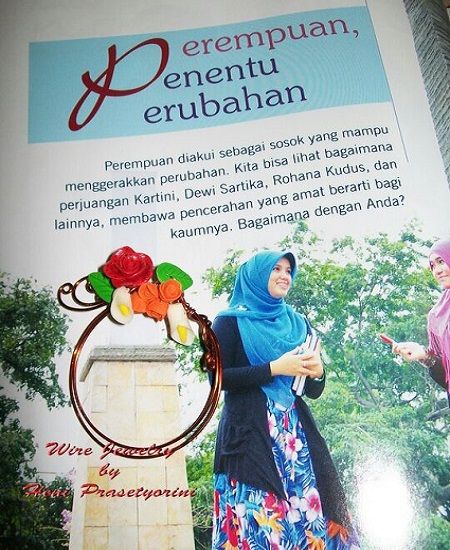 Perempuan,
Penentu
Perubahan
Perempuan diakui sebagai sosok yang mampu
menggerakkan perubahan. Kita bisa lihat bagaimana
perjuangan Kartini, Dewi Sartika, Rohana Kudus, dan
lainnya, membawa pencerahan yang amat berarti bagi
kaumnya. Bagaimana dengan Anda?
Wire Jewelry
by
Heni Prasetyorini